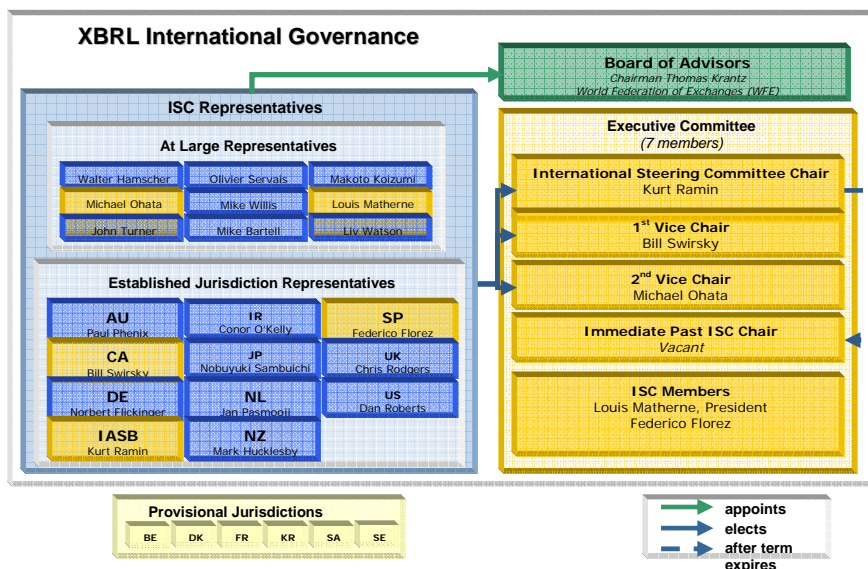 XBRL International Governance
Board of Advisors
Chairman Thomas Krantz
World Federation of Exchanges (WFE)
ISC Representatives
At Large Representatives
Walter Hamscher
Olivier Servais
Makoto Koizumi
Michael Ohata
Mike Willis
Louis Matherne
John Turner
Mike Bartell
Liv Watson
Established Jurisdiction Representatives
AU
Paul Phenix
IR
Conor O'Kelly
SP
Federico Florez
CA
Bill Swirsky
JP
Nobuyuki Sambuichi
UK
Chris Rodgers
DE
Norbert Flickinger
NL
Jan Pasmooij
US
Dan Roberts
IASB
Kurt Ramin
NZ
Mark Hucklesby
Executive Committee
(7 members)
International Steering Committee Chair
Kurt Ramin
1st Vice Chair
Bill Swirsky
2nd Vice Chair
Michael Ohata
Immediate Past ISC Chair
Vacant
ISC Members
Louis Matherne, President
Federico Florez
Provisional Jurisdictions
BE DK FR KR SA SE
appoints
elects
after term
expires